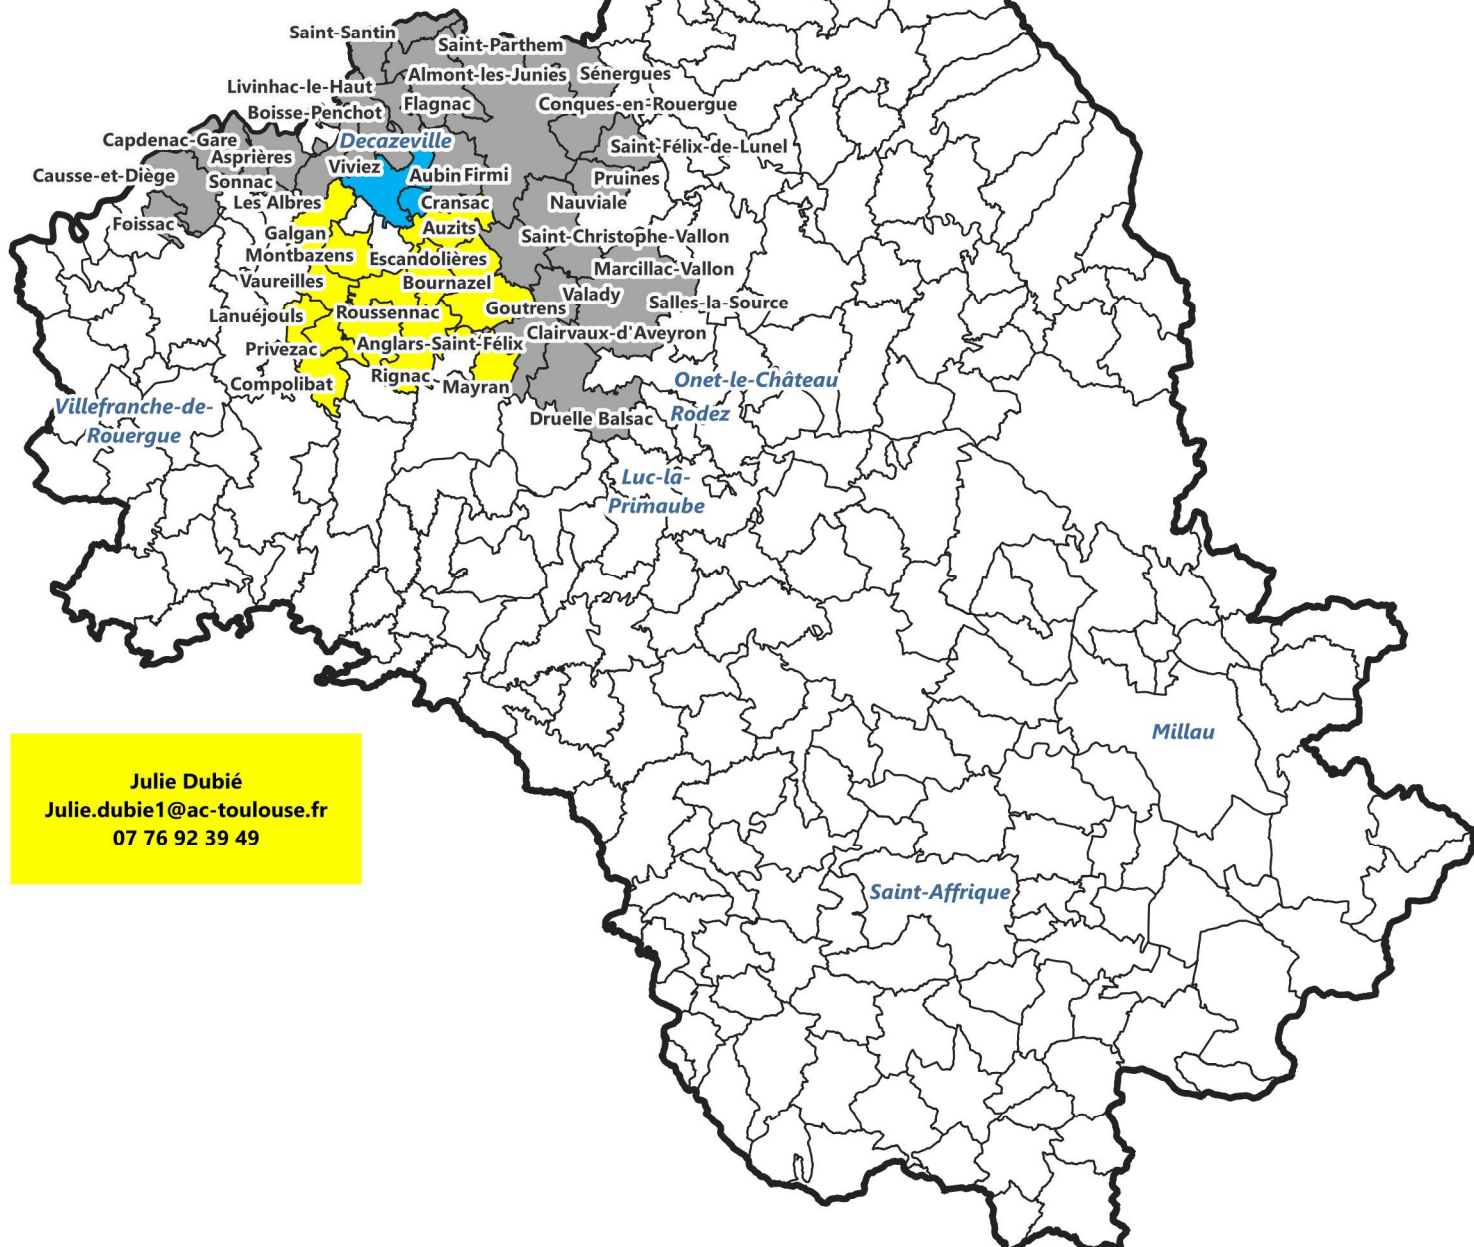 Saint-Santin
Saint-Parthem
Almont-les-Junies
Sénergues
Livinhac-le-Haut
Flagnac
Conques-en-Rouergue
Boisse-Penchot
Capdenac-Gare
Decazeville
Saint-Félix-de-Lunel
Asprières
Viviez
Aubin
Firmi
Causse-et-Diège
Sonnac
Pruines
Les Albres
Cransac
Nauviale
Foissac
Galgan
Auzits
Saint-Christophe-Vallon
Montbazens
Escandolières
Marcillac-Vallon
Vaureilles
Bournazel
Valady
Salles-la-Source
Lanuéjouls
Roussennac
Goutrens
Clairvaux-d'Aveyron
Privezac
Anglars-Saint-Félix
Compolibat
Rignac
Mayran
Onet-le-Château
Villefranche-de-
Rouergue
Druelle Balsac
Rodez
Luc-la-
Primaube
Millau
Julie Dubié
Julie.dubie1@ac-toulouse.fr
07 76 92 39 49
Saint-Affrique